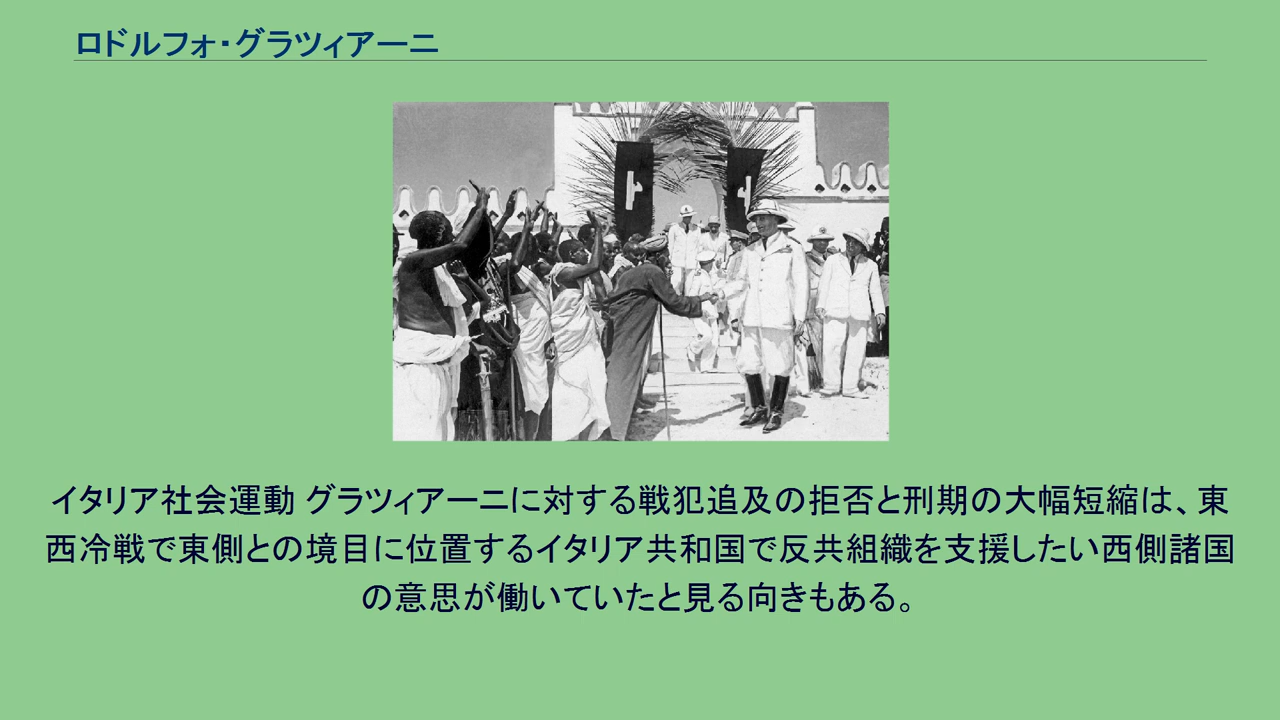 ロドルフォ・グラツィアーニ
イタリア社会運動 グラツィアーニに対する戦犯追及の拒否と刑期の大幅短縮は、東
西冷戦で東側との境目に位置するイタリア共和国で反共組織を支援したい西側諸国
の意思が働いていたと見る向きもある。